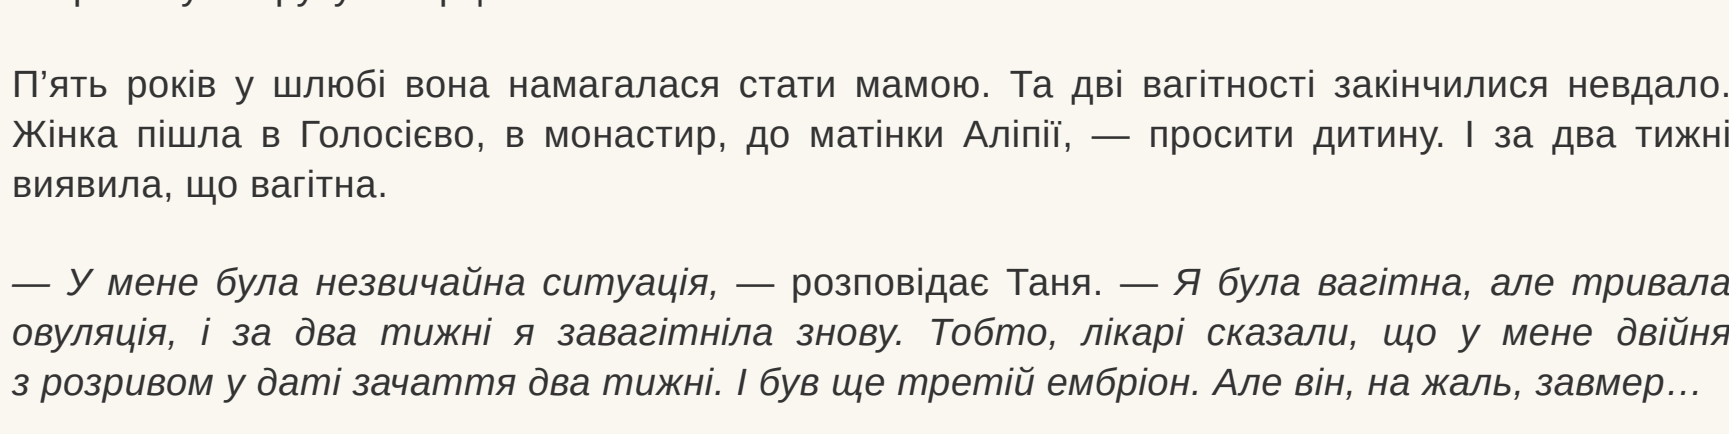 П’ять років у шлюбі вона намагалася стати мамою. Та дві вагітності закінчилися невдало.
Жінка пішла в Голосієво, в монастир, до матінки Аліпії, — просити дитину. І за два тижні
виявила, що вагітна.
— У мене була незвичайна ситуація, — розповідає Таня. — Я була вагітна, але тривала
овуляція, і за два тижні я завагітніла знову. Тобто, лікарі сказали, що у мене двійня
з розривом у даті зачаття два тижні. І був ще третій ембріон. Але він, на жаль, завмер…